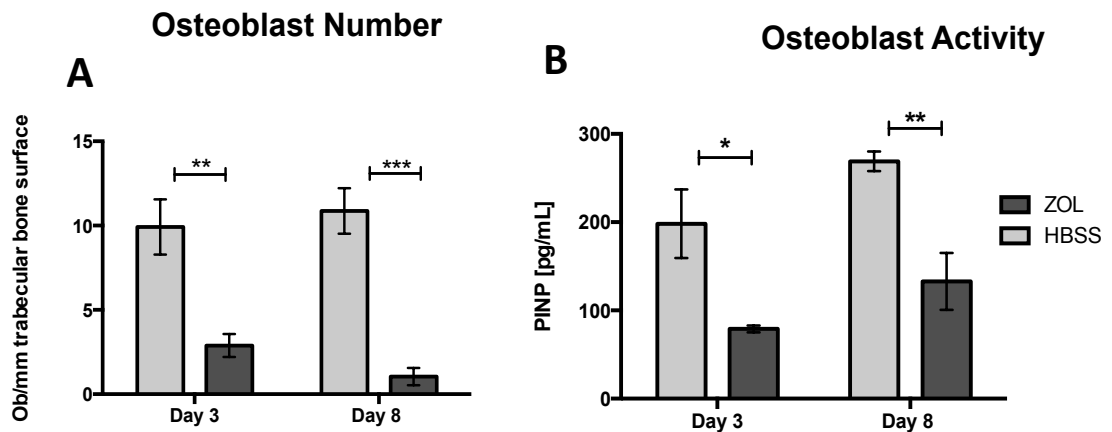 Osteoblast Number
A
Ob/mm trabecular bone surface
15
10
5
0
**
***
Day 3
Day 8
Osteoblast Activity
B
PINP [pg/mL]
300
200
100
0
*
**
Day 3
Day 8
ZOL
HBSS